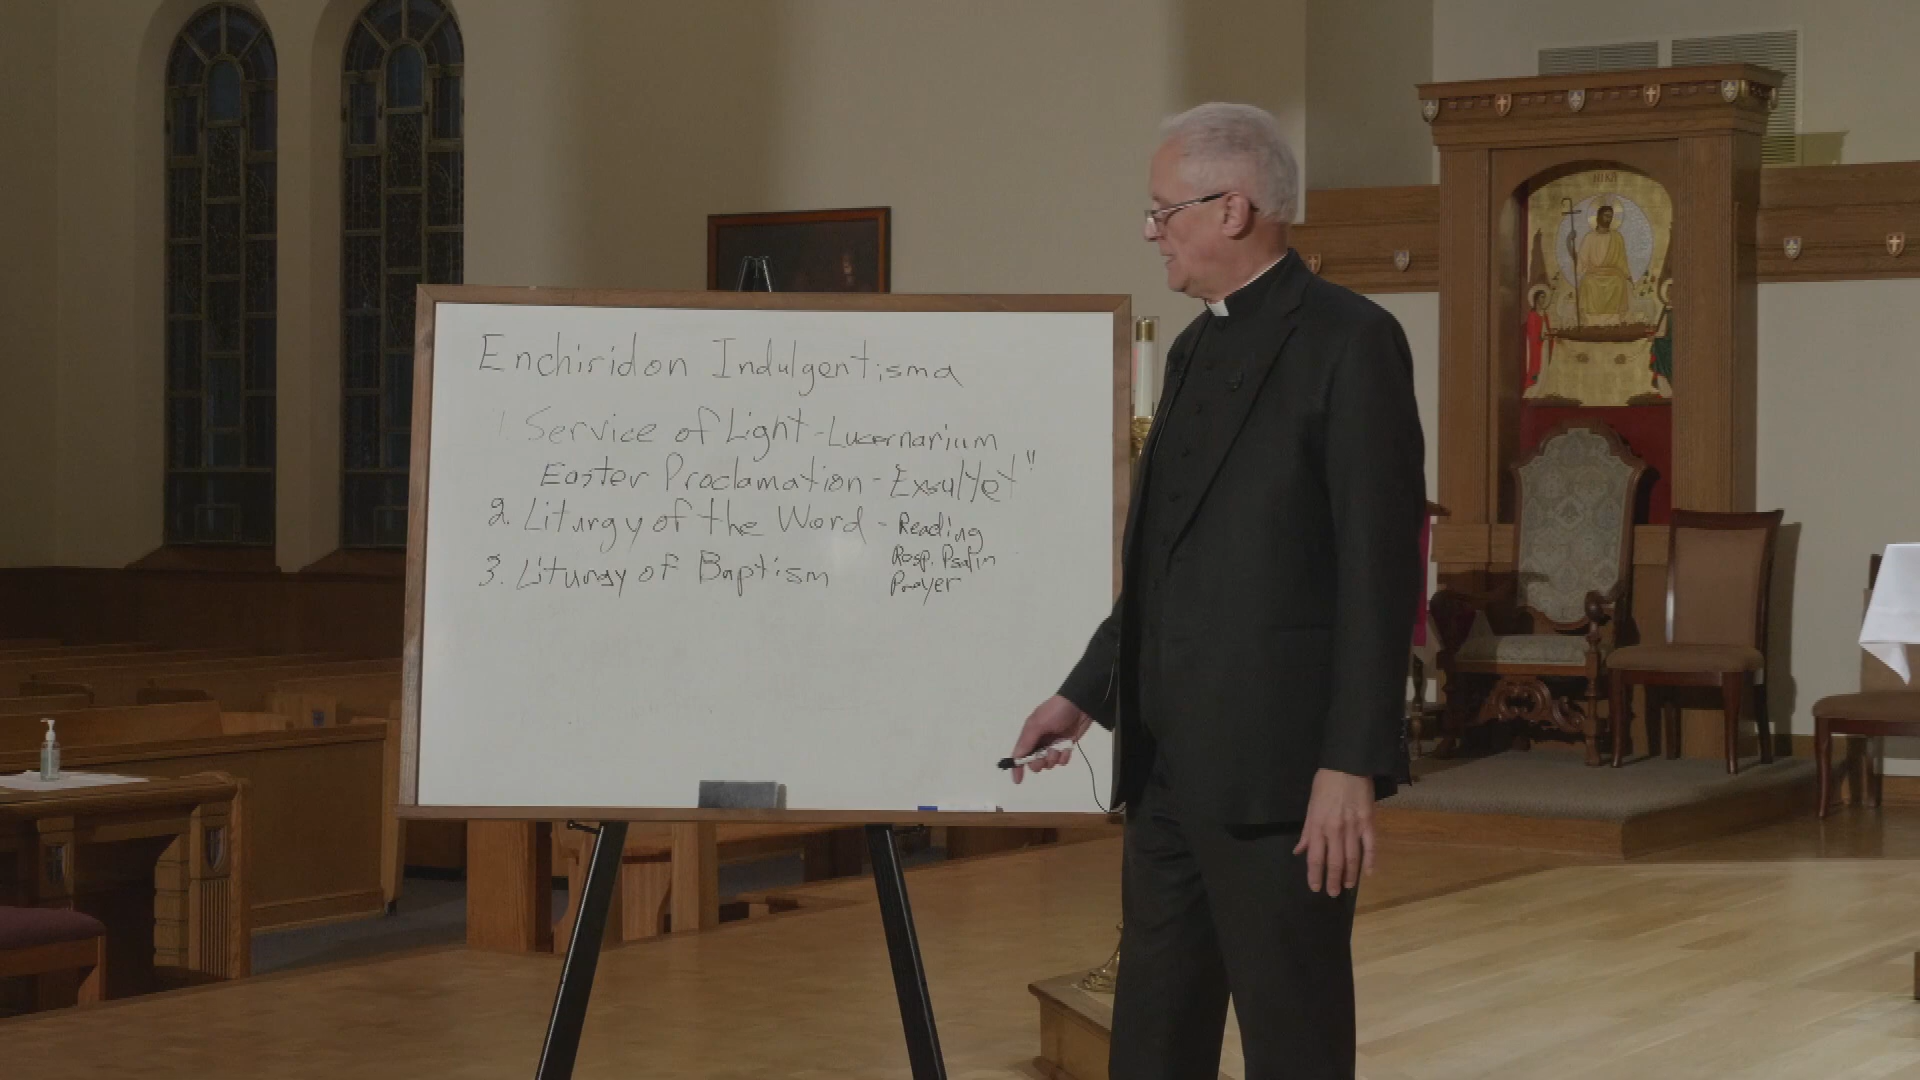 Enchiridon Indulgentisma
1. Service of Light - Lucernarium
Easter Proclamation - Exsultet"
2. Liturgy of the Word - Reading
Resp. Psalm
Prayer
3. Liturgy of Baptism
NIKA